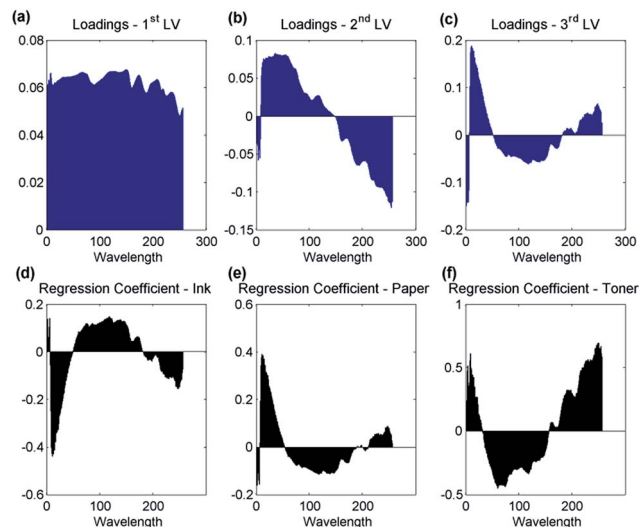 (a) Loadings - 1st LV
0.08
0.06
0.04
0.02
0
0 100 200 300
Wavelength
(b) Loadings - 2nd LV
0.1
0.05
0
-0.05
-0.1
-0.15
0 100 200 300
Wavelength
(c) Loadings - 3rd LV
0.2
0.1
0
-0.1
-0.2
0 100 200 300
Wavelength
(d)
Regression Coefficient - Ink
0.2
0
-0.2
-0.4
-0.6
0 200
Wavelength
(e)
Regression Coefficient - Paper
0.6
0.4
0.2
0
-0.2
0 200
Wavelength
(f)
Regression Coefficient - Toner
1
0.5
0
-0.5
-1
0 200
Wavelength